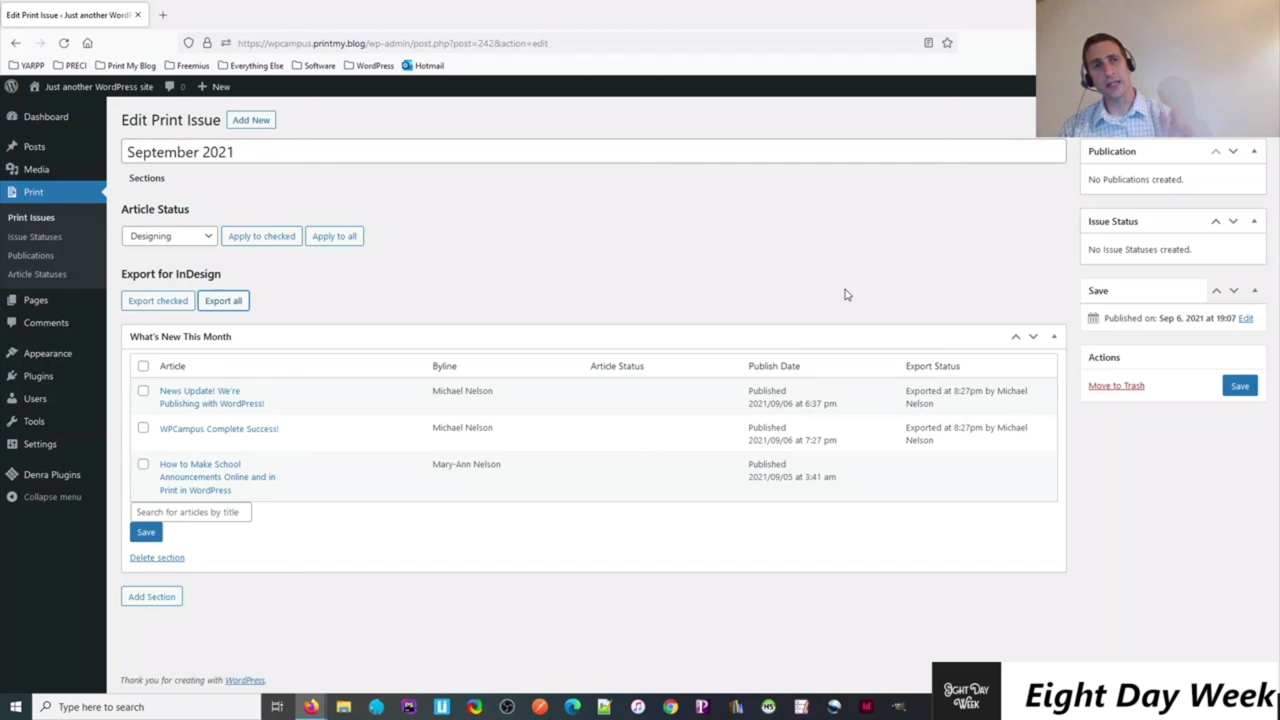 Edit Print Issue ‹ Just another WordPr
https://wpcampus.printmy.blog/wp-admin/post.php?post=242&action=edit
YARPP
PRECI
Print My Blog
Freemius
Everything Else
Software
WordPress
Hotmail
Just another WordPress site
0
New
Dashboard
Posts
Media
Print
Print Issues
Issue Statuses
Publications
Article Statuses
Pages
Comments
Appearance
Plugins
Users
Tools
Settings
Denra Plugins
Collapse menu
Edit Print Issue
Add New
September 2021
Sections
Article Status
Designing
Apply to checked
Apply to all
Export for InDesign
Export checked
Export all
What's New This Month
Article Byline Article Status Publish Date Export Status
News Update! We're
Publishing with WordPress!
Michael Nelson
Published
2021/09/06 at 6:37 pm
Exported at 8:27pm by Michael
Nelson
WPCampus Complete Success!
Michael Nelson
Published
2021/09/06 at 7:27 pm
Exported at 8:27pm by Michael
Nelson
How to Make School
Announcements Online and in
Print in WordPress
Mary-Ann Nelson
Published
2021/09/05 at 3:41 am
Search for articles by title
Save
Delete section
Add Section
Thank you for creating with WordPress.
Publication
No Publications created.
Issue Status
No Issue Statuses created.
Save
Published on: Sep 6, 2021 at 19:07 Edit
Actions
Move to Trash
Save
EIGHT DAY
WEEK
Eight Day Week
Type here to search